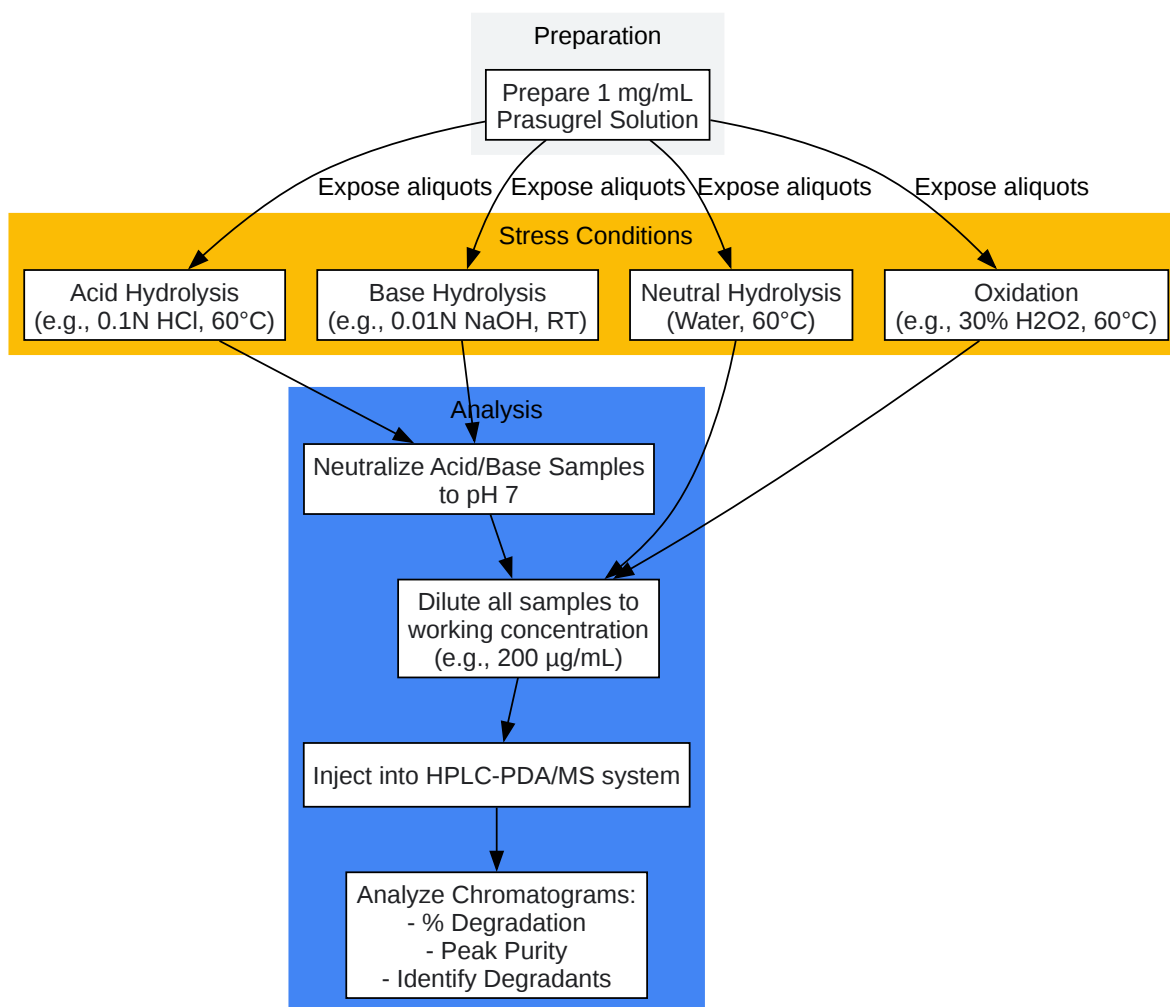 Preparation
Prepare 1 mg/mL
Prasugrel Solution
Expose aliquots
Expose aliquots
Expose aliquots
Expose aliquots
Stress Conditions
Acid Hydrolysis
(e.g., 0.1N HCl, 60°C)
Base Hydrolysis
(e.g., 0.01N NaOH, RT)
Neutral Hydrolysis
(Water, 60°C)
Oxidation
(e.g., 30% H2O2, 60°C)
Analysis
Neutralize Acid/Base Samples
to pH 7
Dilute all samples to
working concentration
(e.g., 200 µg/mL)
Inject into HPLC-PDA/MS system
Analyze Chromatograms:
- % Degradation
- Peak Purity
- Identify Degradants